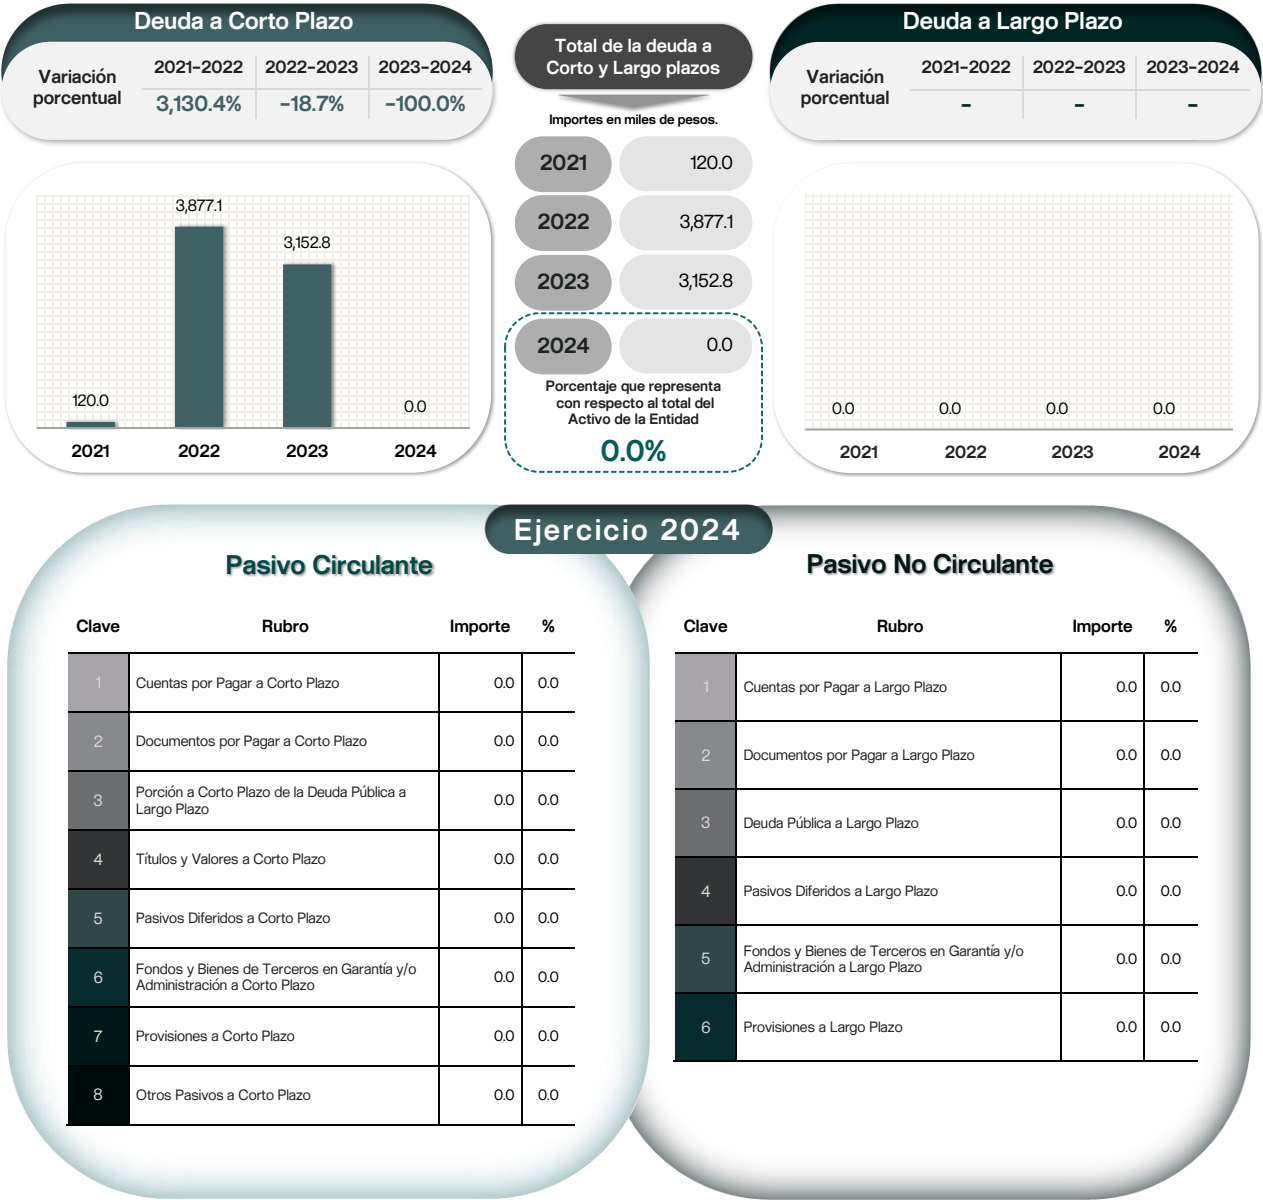 Deuda a Corto Plazo
Variación porcentual
2021-2022 2022-2023 2023-2024
3,130.4% -18.7% -100.0%
3,877.1
3,152.8
120.0
0.0
2021 2022 2023 2024
Total de la deuda a
Corto y Largo plazos
Importes en miles de pesos.
2021 120.0
2022 3,877.1
2023 3,152.8
2024 0.0
Porcentaje que representa
con respecto al total del
Activo de la Entidad
0.0%
Deuda a Largo Plazo
Variación porcentual
2021-2022 2022-2023 2023-2024
- - -
0.0 0.0 0.0 0.0
2021 2022 2023 2024
Ejercicio 2024
Pasivo Circulante
Clave Rubro Importe %
1 Cuentas por Pagar a Corto Plazo 0.0 0.0
2 Documentos por Pagar a Corto Plazo 0.0 0.0
3 Porción a Corto Plazo de la Deuda Pública a
Largo Plazo 0.0 0.0
4 Títulos y Valores a Corto Plazo 0.0 0.0
5 Pasivos Diferidos a Corto Plazo 0.0 0.0
6 Fondos y Bienes de Terceros en Garantía y/o
Administración a Corto Plazo 0.0 0.0
7 Provisiones a Corto Plazo 0.0 0.0
8 Otros Pasivos a Corto Plazo 0.0 0.0
Pasivo No Circulante
Clave Rubro Importe %
1 Cuentas por Pagar a Largo Plazo 0.0 0.0
2 Documentos por Pagar a Largo Plazo 0.0 0.0
3 Deuda Pública a Largo Plazo 0.0 0.0
4 Pasivos Diferidos a Largo Plazo 0.0 0.0
5 Fondos y Bienes de Terceros en Garantía y/o
Administración a Largo Plazo 0.0 0.0
6 Provisiones a Largo Plazo 0.0 0.0